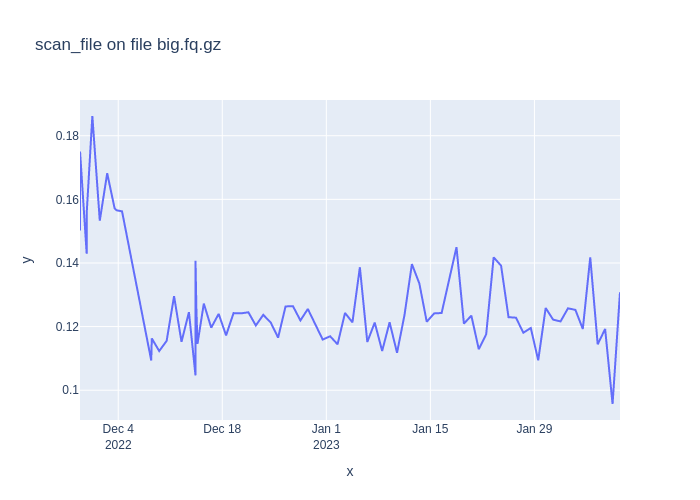 scan_file on file big.fq.gz
0.18
0.16
0.14
0.12
0.1
y
Dec 4
2022
Dec 18
Jan 1
2023
Jan 15
Jan 29
x